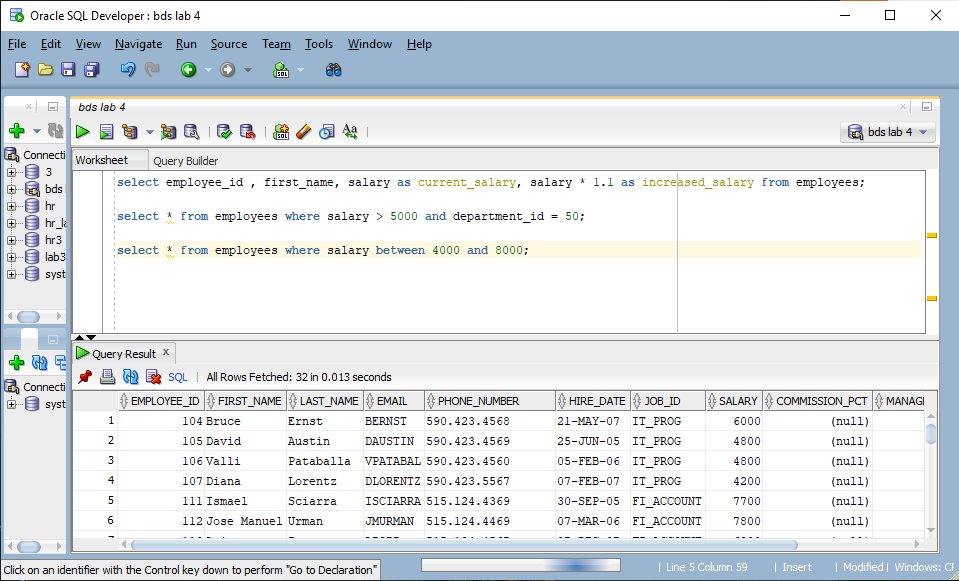 Oracle SQL Developer : bds lab 4
File Edit View Navigate Run Source Team Tools Window Help
bds lab 4
bds lab 4
Worksheet Query Builder
Connecti
3
bds
hr
hr_la
hr3
lab3
syst
select employee_id , first_name, salary as current_salary, salary * 1.1 as increased_salary from employees;
select * from employees where salary > 5000 and department_id = 50;
select * from employees where salary between 4000 and 8000;
Connecti
syst
Query Result x
SQL | All Rows Fetched: 32 in 0.013 seconds
EMPLOYEE_ID FIRST_NAME LAST_NAME EMAIL PHONE_NUMBER HIRE_DATE JOB_ID SALARY COMMISSION_PCT MANAG
1 104 Bruce Ernst BERNST 590.423.4568 21-MAY-07 IT_PROG 6000 (null)
2 105 David Austin DAUSTIN 590.423.4569 25-JUN-05 IT_PROG 4800 (null)
3 106 Valli Pataballa VPATABAL 590.423.4560 05-FEB-06 IT_PROG 4800 (null)
4 107 Diana Lorentz DLORENTZ 590.423.5567 07-FEB-07 IT_PROG 4200 (null)
5 111 Ismael Sciarra ISCIARRA 515.124.4369 30-SEP-05 FI_ACCOUNT 7700 (null)
6 112 Jose Manuel Urman JMURMAN 515.124.4469 07-MAR-06 FI_ACCOUNT 7800 (null)
Click on an identifier with the Control key down to perform "Go to Declaration"
| Line 5 Column 59 | Insert | Modified | Windows: CR